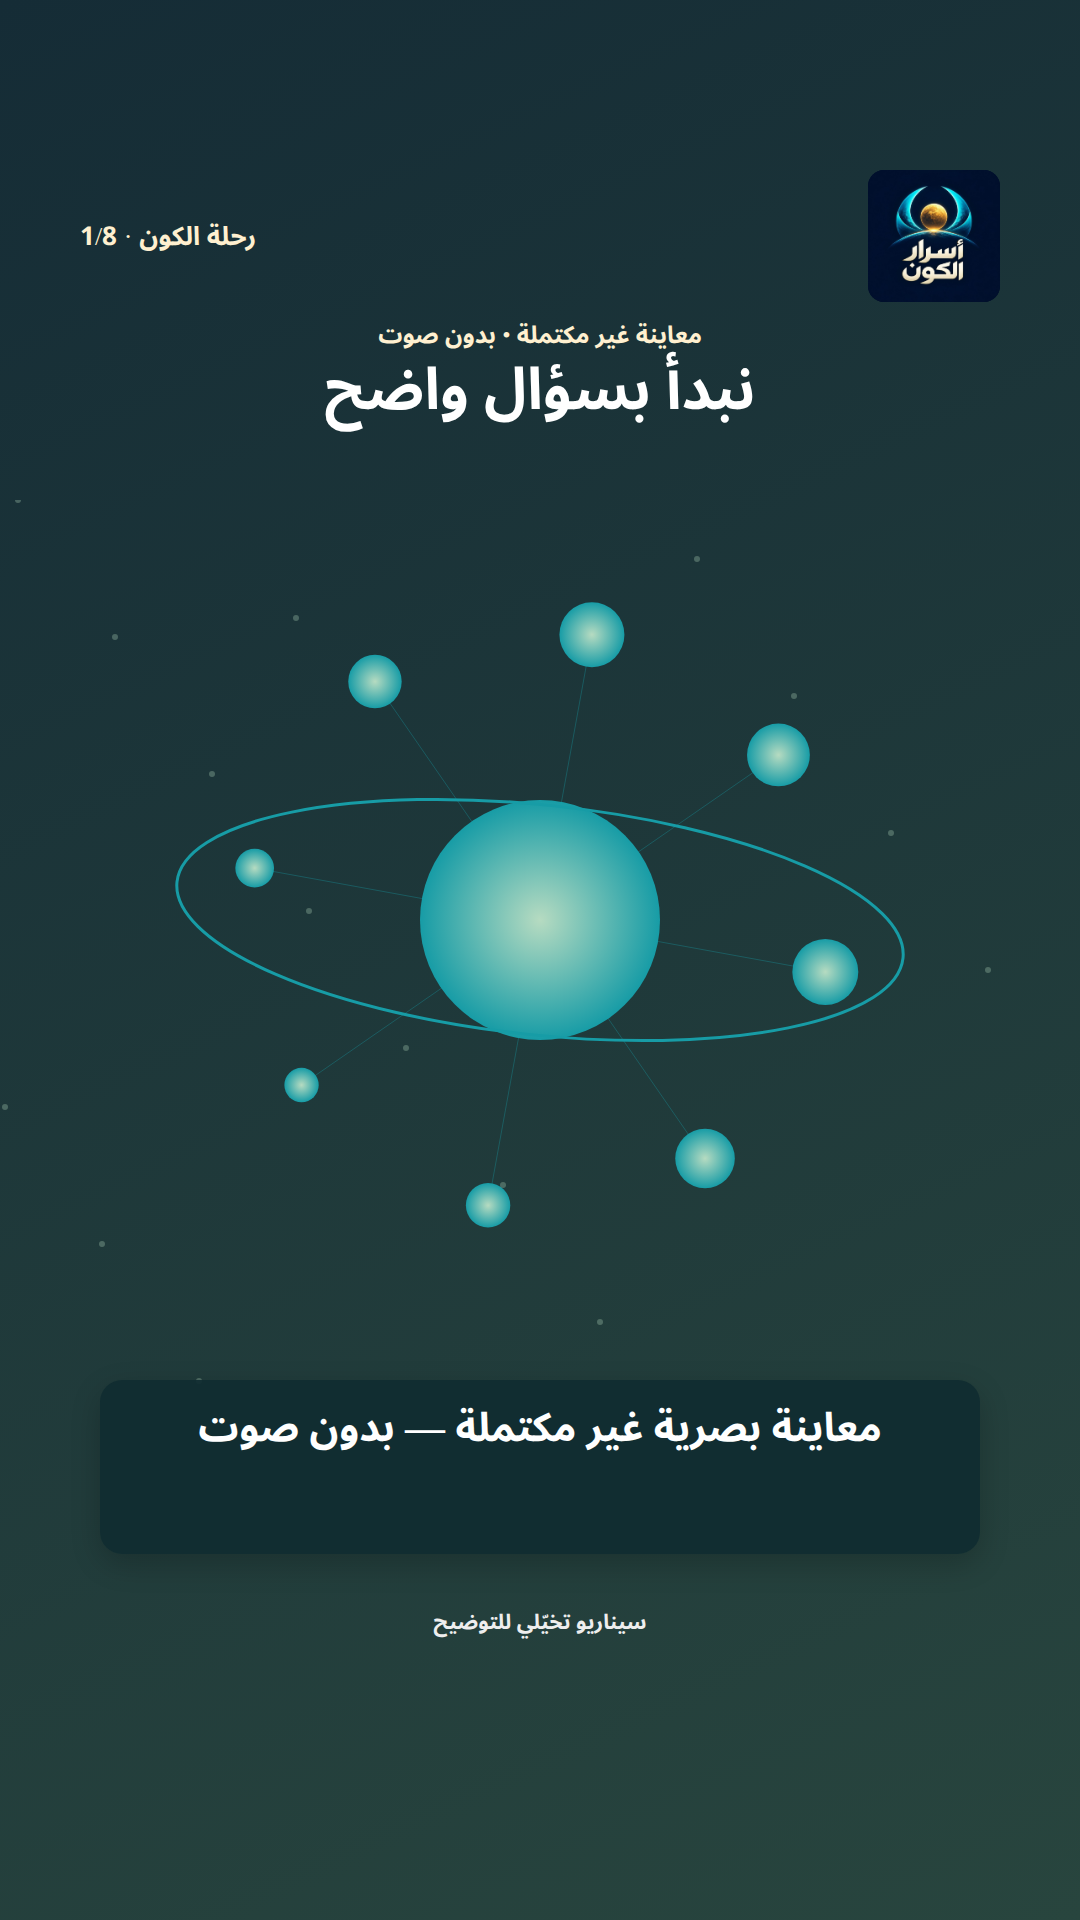 أسرار
الكون
رحلة الكون · 1/8
معاينة غير مكتملة • بدون صوت
نبدأ بسؤال واضح
معاينة بصرية غير مكتملة — بدون صوت
سيناريو تخيّلي للتوضيح